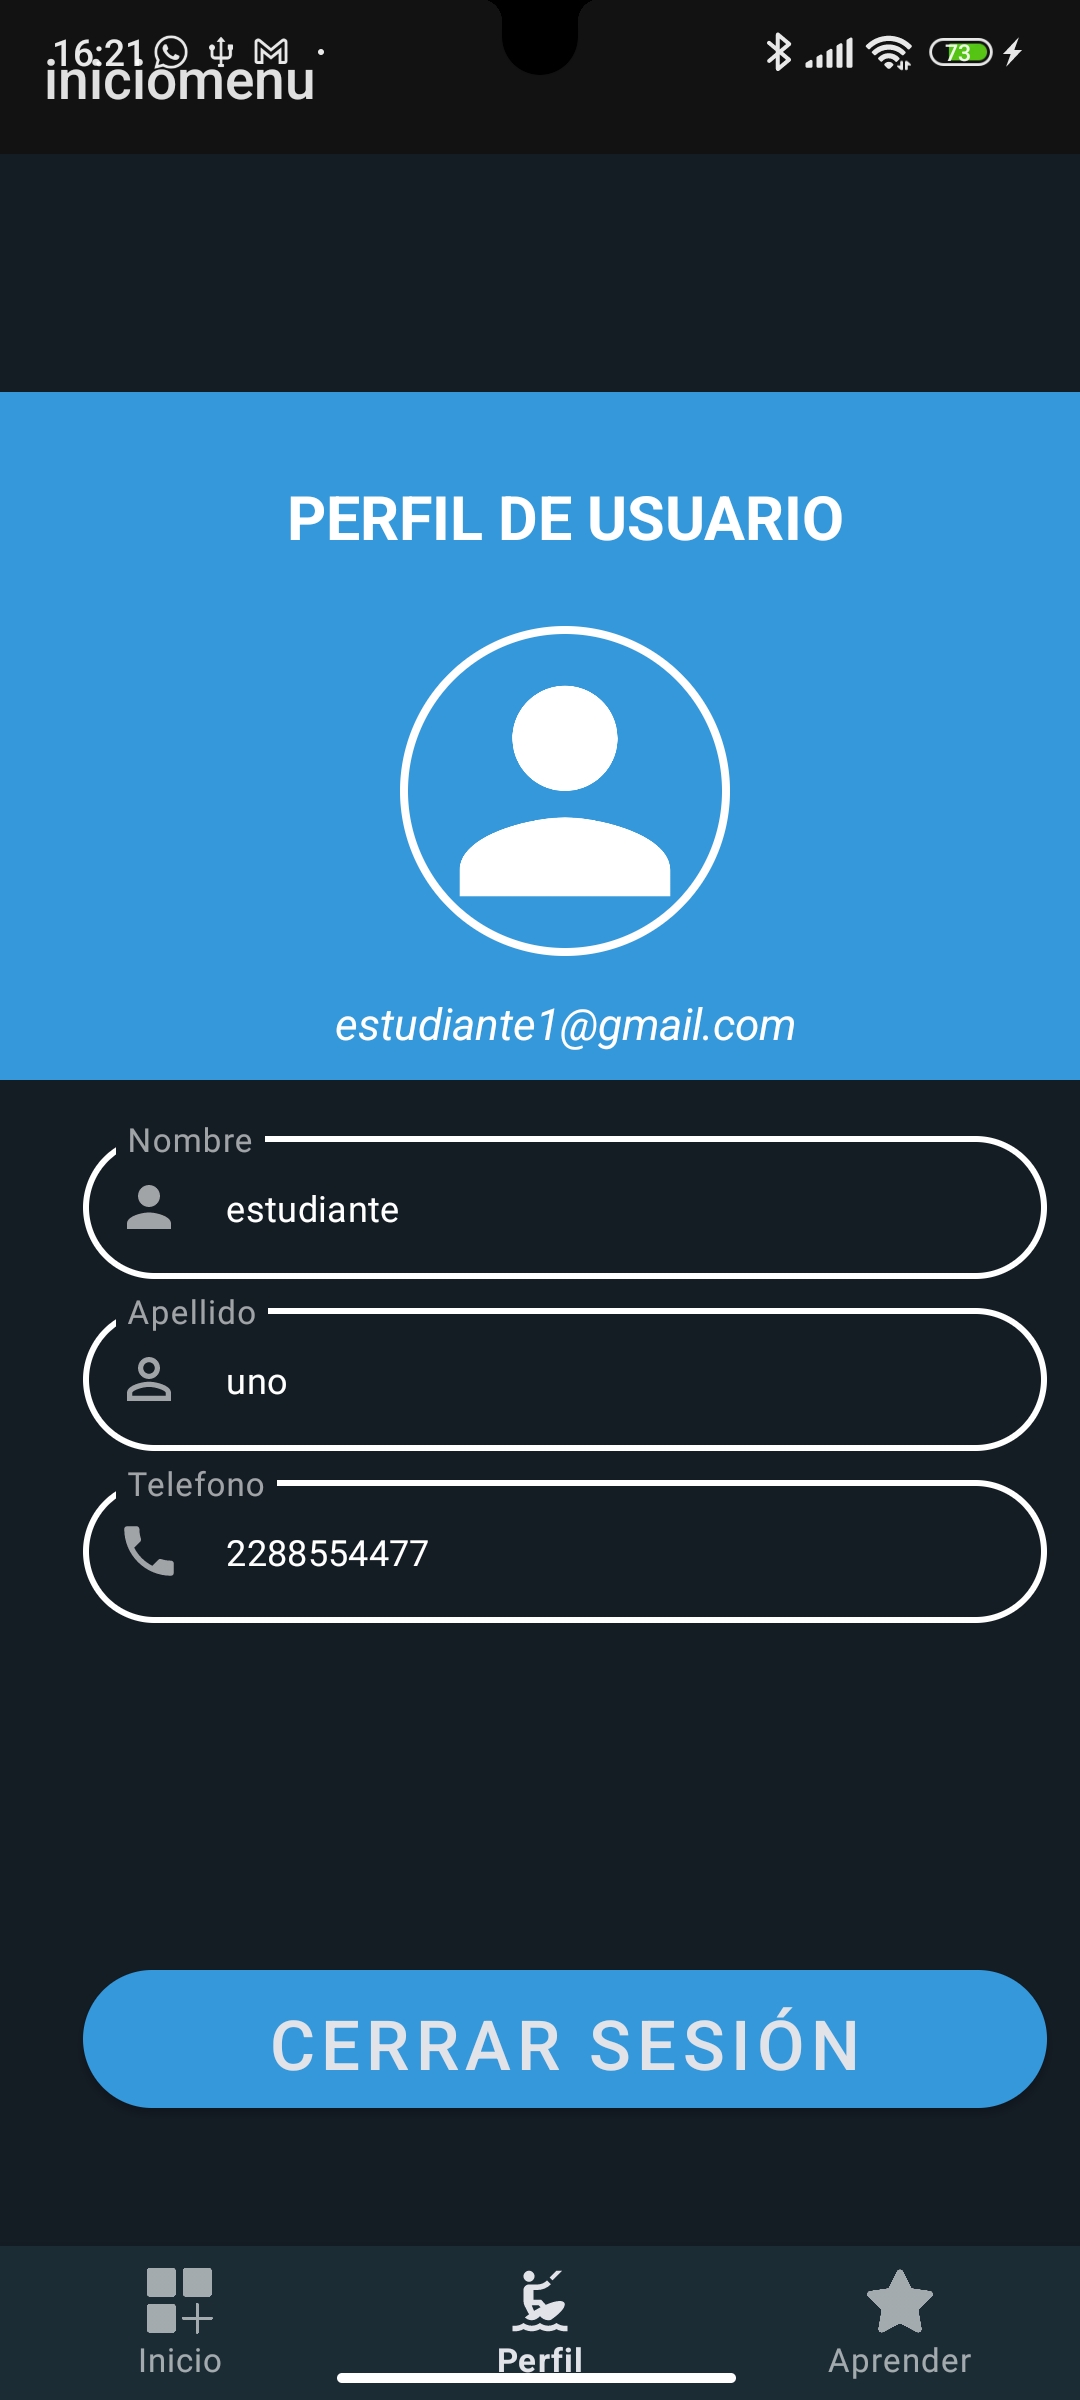 16:21
73
iniciomenu
PERFIL DE USUARIO
estudiante1@gmail.com
Nombre
estudiante
Apellido
uno
Telefono
2288554477
CERRAR SESIÓN
Inicio
Perfil
Aprender